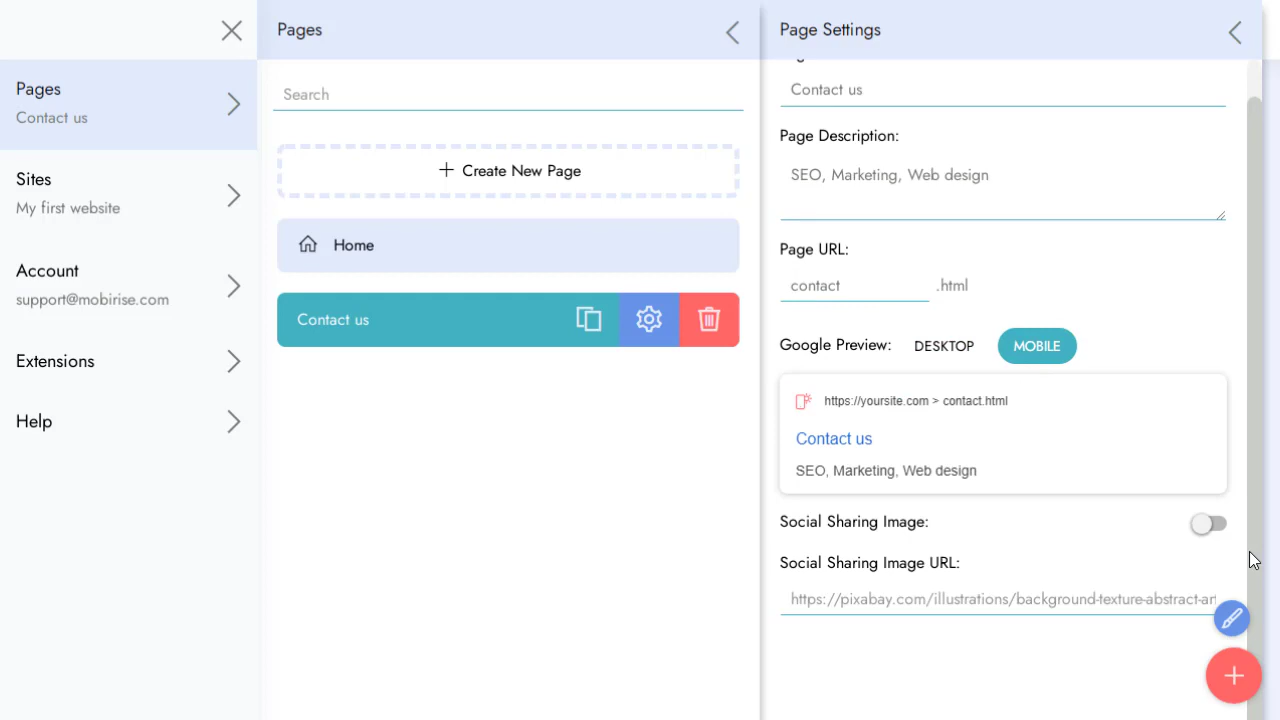 Pages
Contact us
Sites
My first website
Account
support@mobirise.com
Extensions
Help
Pages
Search
Create New Page
Home
Contact us
Page Settings
Contact us
Page Description:
SEO, Marketing, Web design
Page URL:
contact .html
Google Preview: DESKTOP MOBILE
https://yoursite.com > contact.html
Contact us
SEO, Marketing, Web design
Social Sharing Image:
Social Sharing Image URL:
https://pixabay.com/illustrations/background-texture-abstract-ar